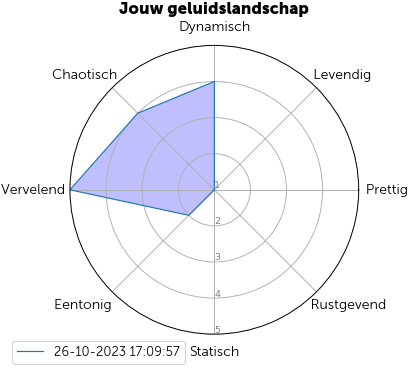 Jouw geluidslandschap
Dynamisch
Chaotisch
Levendig
Vervelend
1
Prettig
2
3
4
Eentonig
Rustgevend
5
26-10-2023 17:09:57
Statisch